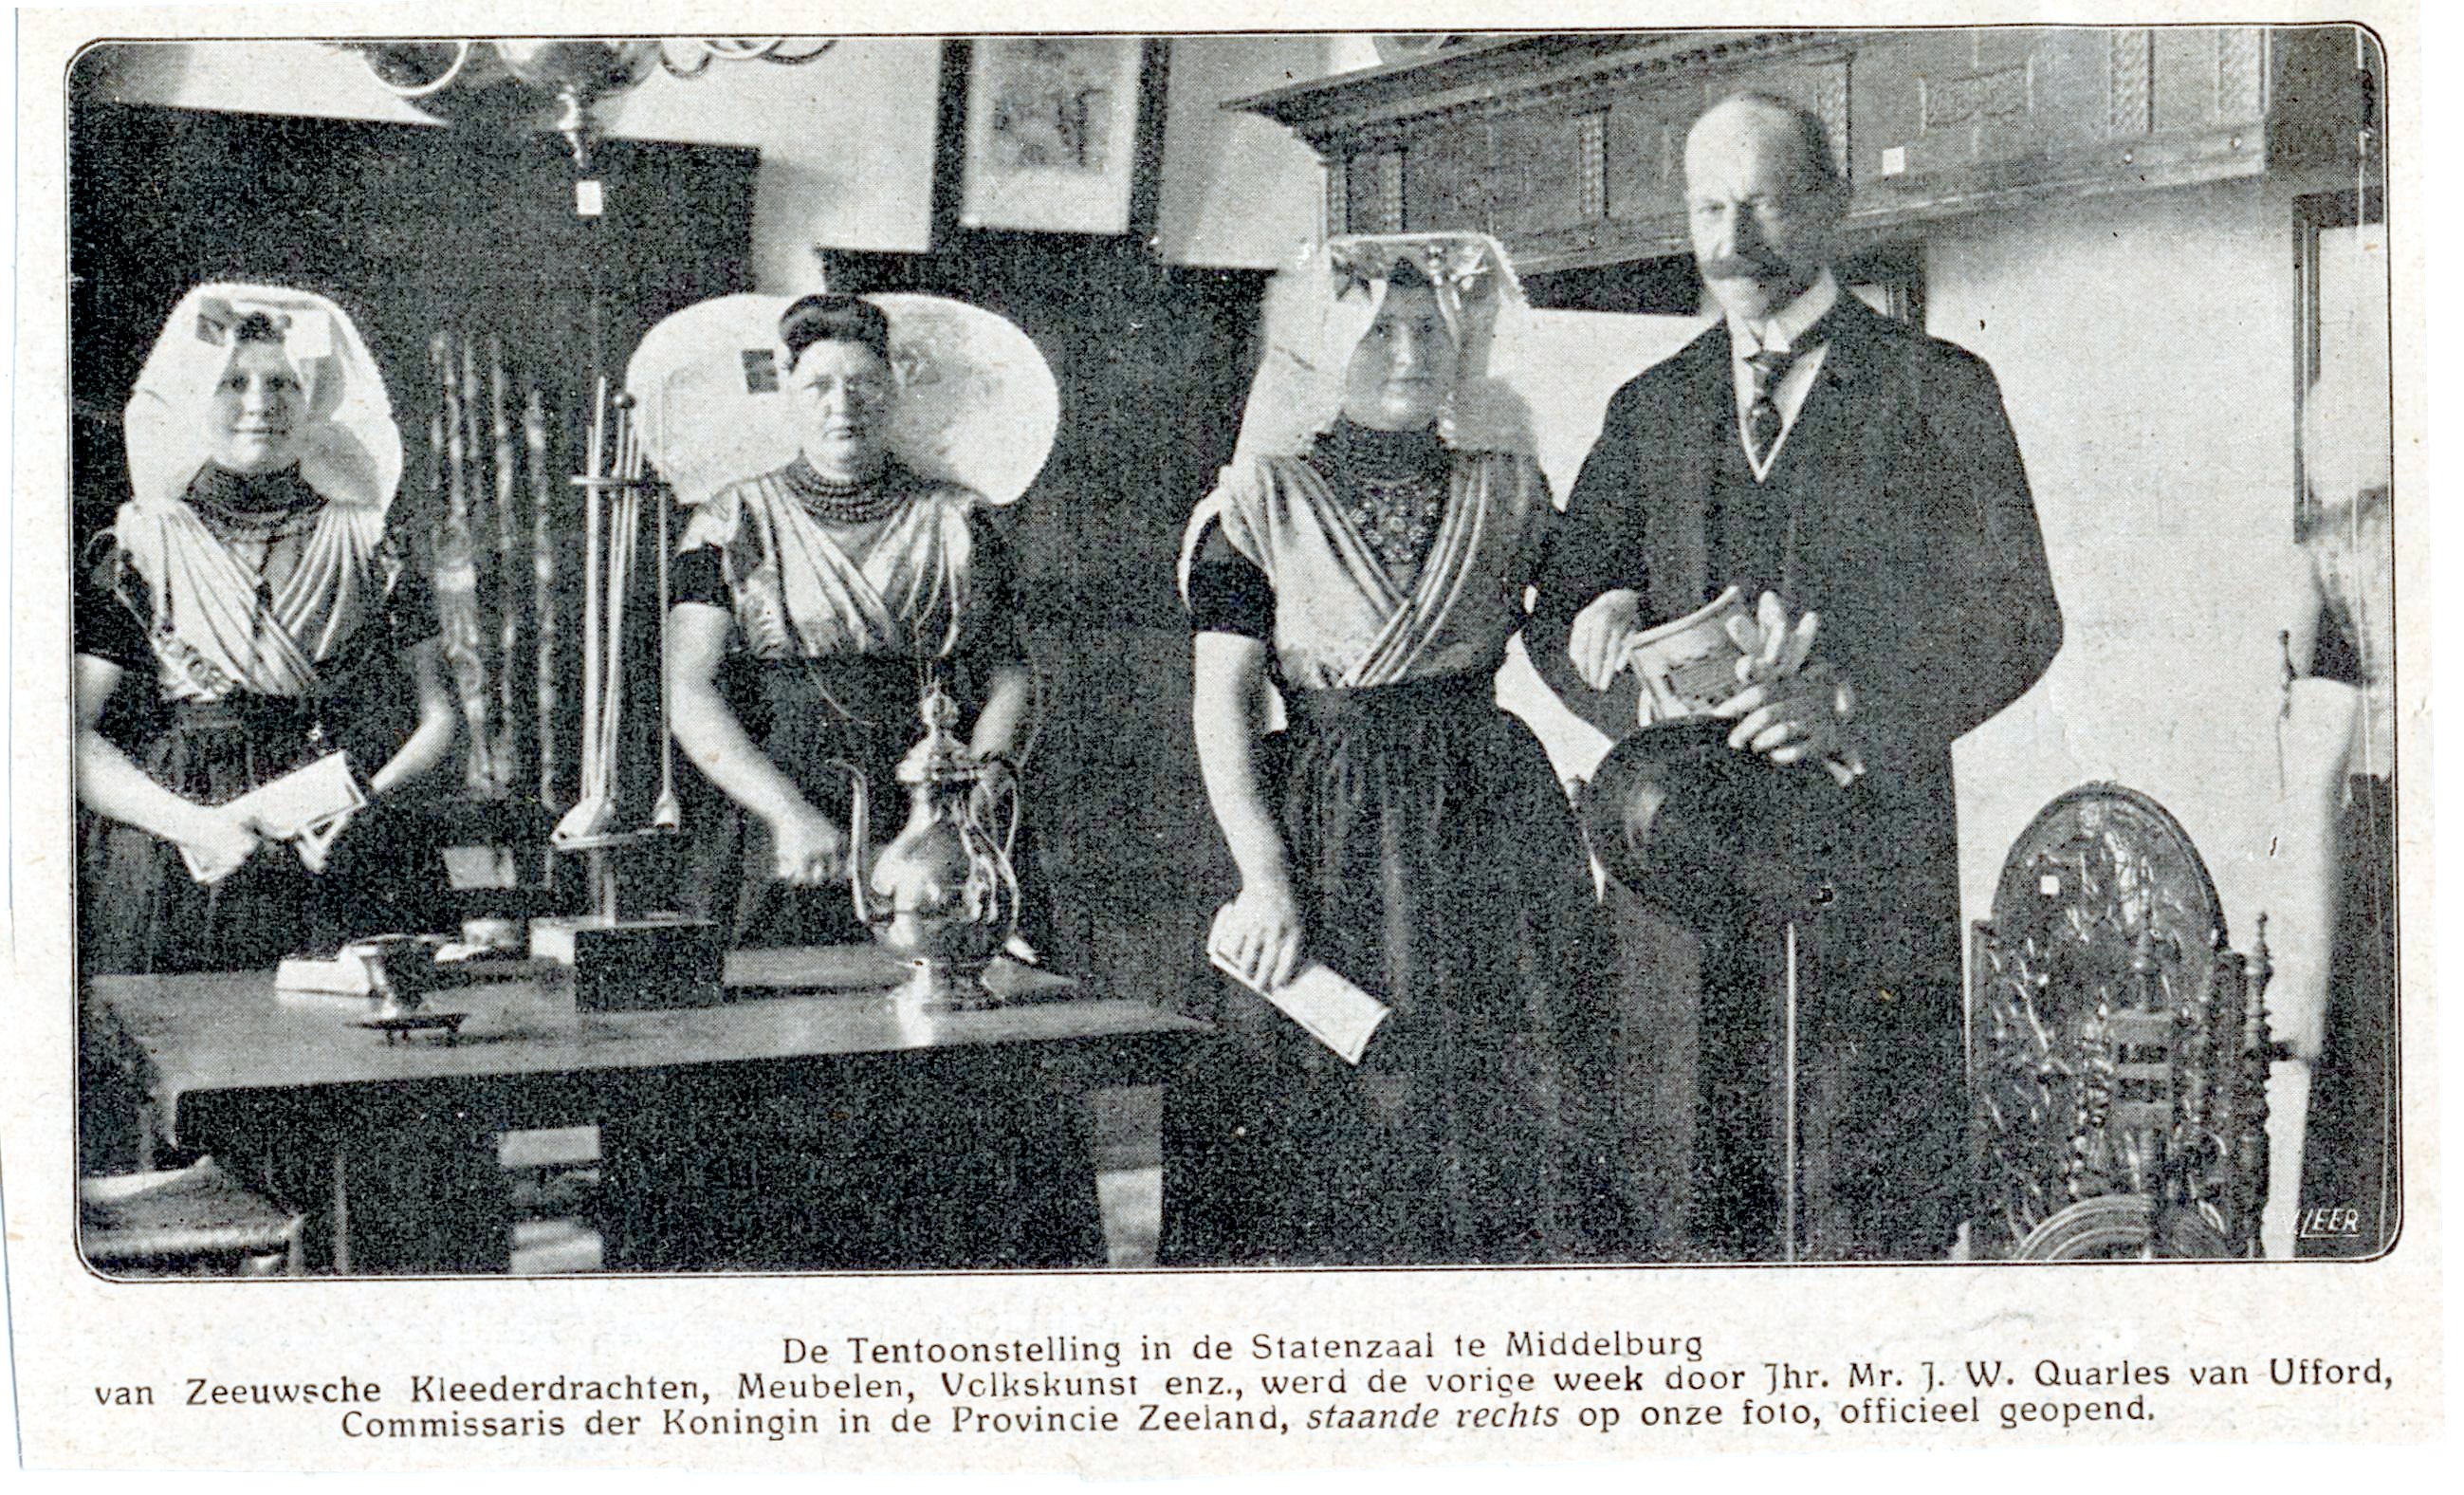 VLEER
De Tentoonstelling in de Statenzaal te Middelburg
van Zeeuwsche Kleederdrachten, Meubelen, Volkskunst enz., werd de vorige week door Jhr. Mr. J. W. Quarles van Ufford,
Commissaris der Koningin in de Provincie Zeeland, staande rechts op onze foto, officieel geopend.